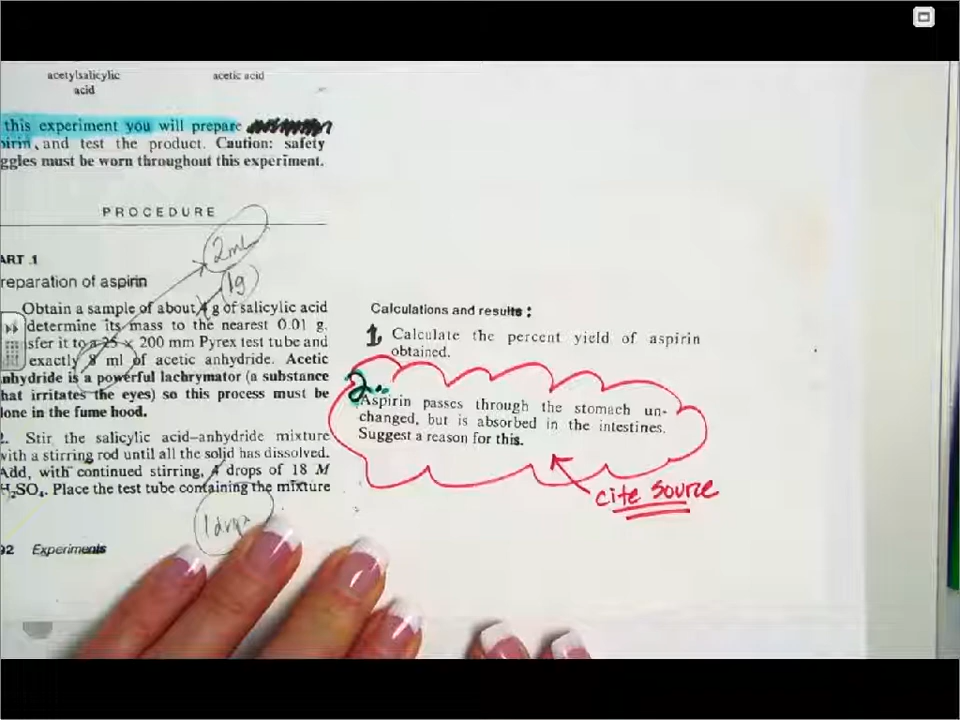 acetylsalicylic acetic acid
acid
this experiment you will prepare
pirin, and test the product. Caution: safety
ggles must be worn throughout this experiment.
PROCEDURE
2mL
ART 1
1g
reparation of aspirin
Obtain a sample of about 4 g of salicylic acid
determine its mass to the nearest 0.01 g.
sfer it to a 25 × 200 mm Pyrex test tube and
exactly 8 ml of acetic anhydride. Acetic
nhydride is a powerful lachrymator (a substance
hat irritates the eyes) so this process must be
done in the fume hood.
2. Stir the salicylic acid–anhydride mixture
with a stirring rod until all the solid has dissolved.
Add, with continued stirring, 4 drops of 18 M
H₂SO₄. Place the test tube containing the mixture
1 drop
92 Experiments
Calculations and results:
1. Calculate the percent yield of aspirin
obtained.
2.
Aspirin passes through the stomach un-
changed, but is absorbed in the intestines.
Suggest a reason for this.
cite source